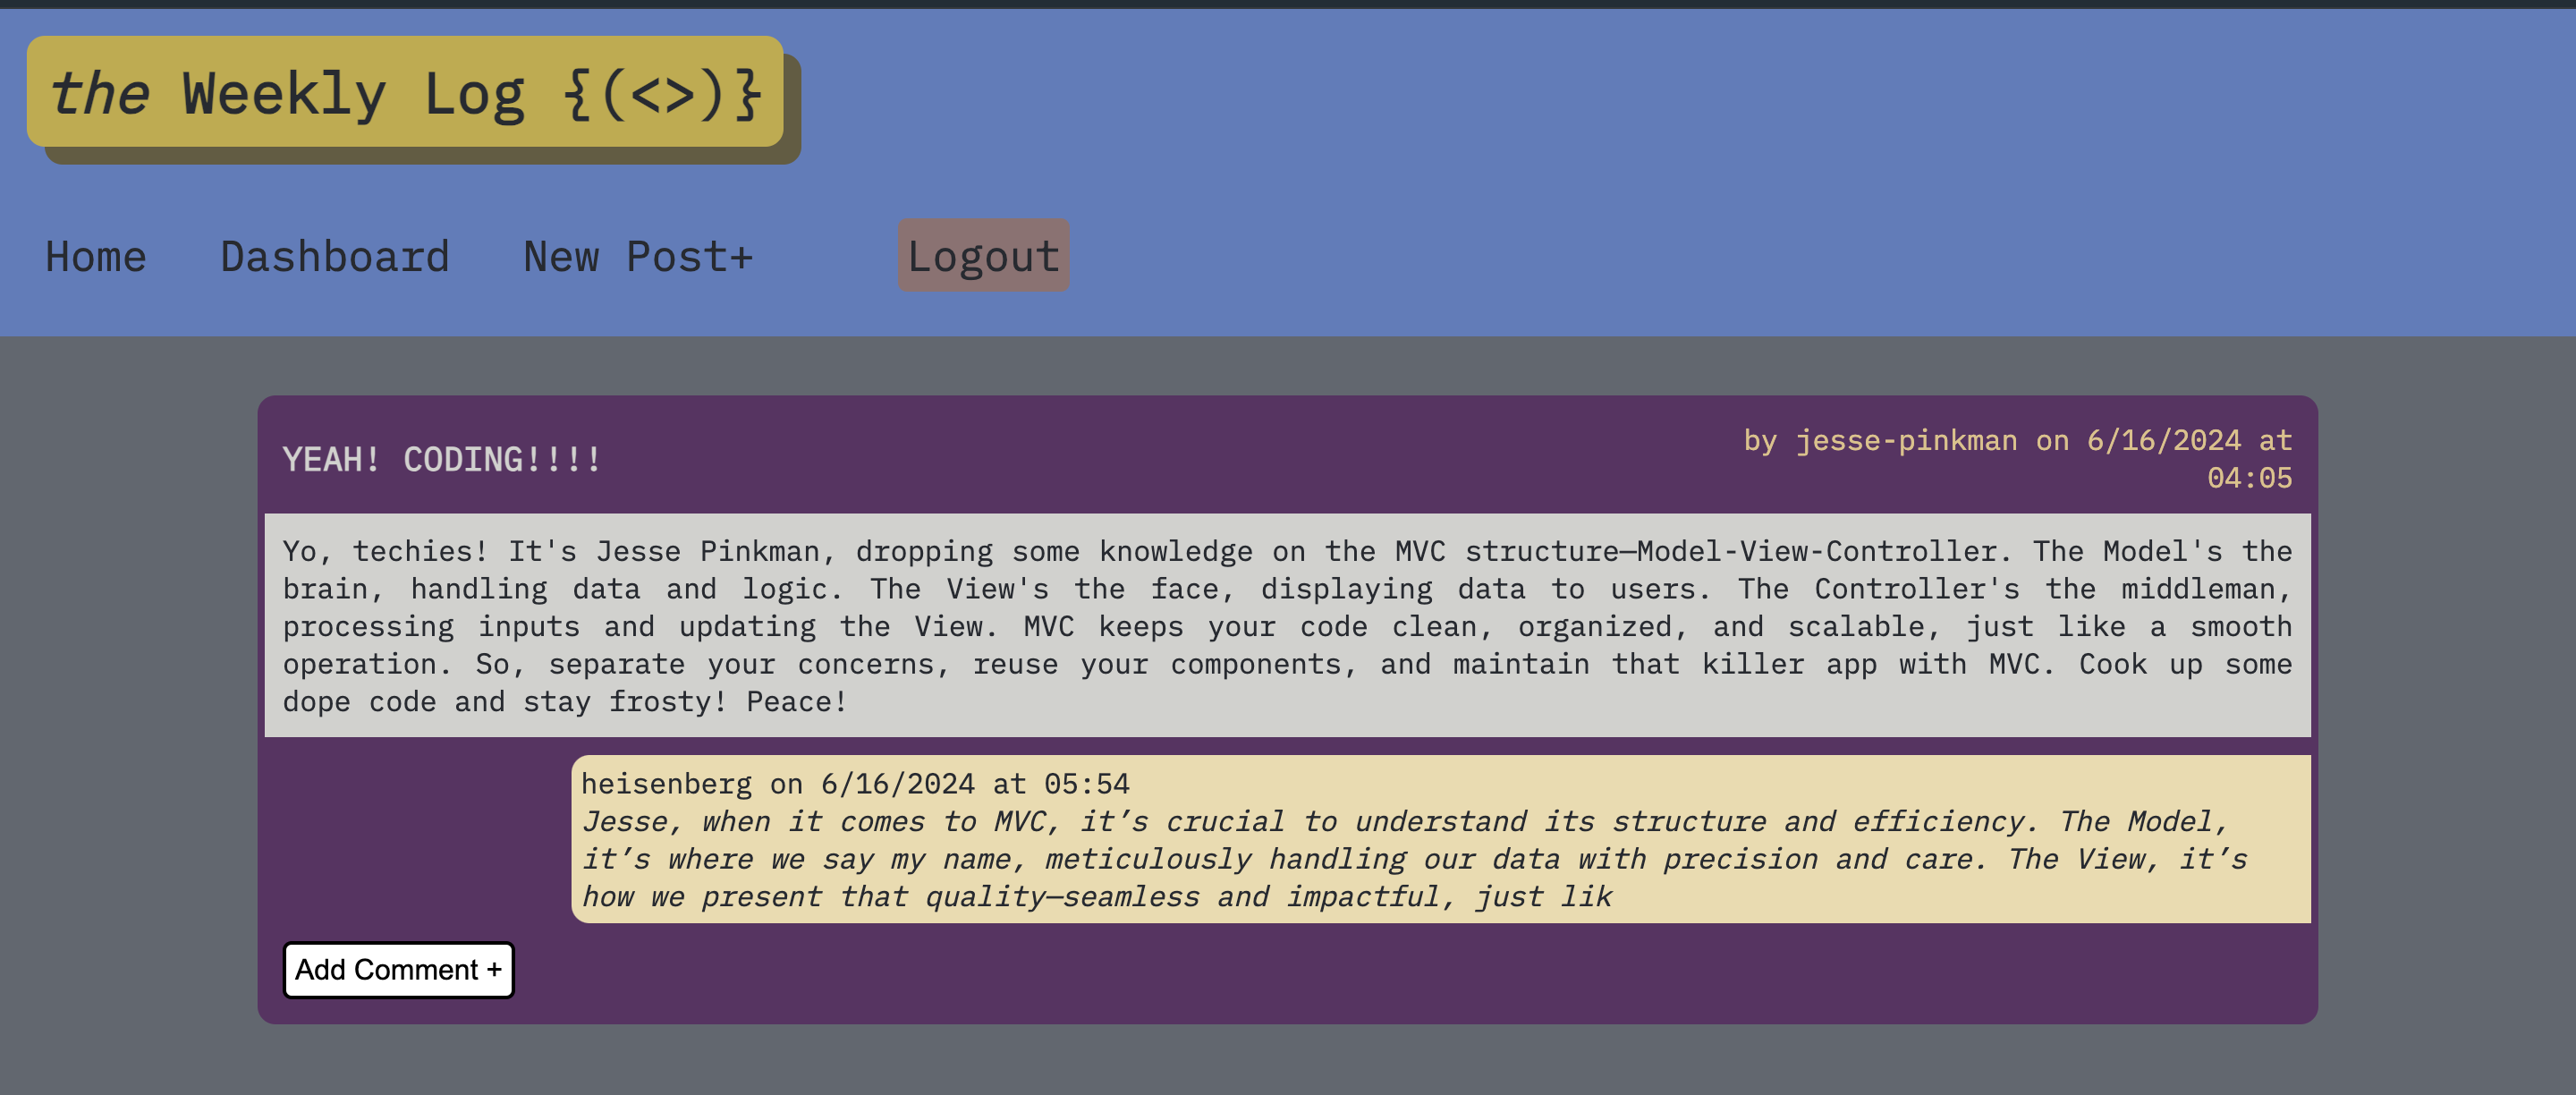 the Weekly Log {(<>)}
Home Dashboard New Post+ Logout
YEAH! CODING!!!!
by jesse-pinkman on 6/16/2024 at
04:05
Yo, techies! It's Jesse Pinkman, dropping some knowledge on the MVC structure—Model-View-Controller. The Model's the
brain, handling data and logic. The View's the face, displaying data to users. The Controller's the middleman,
processing inputs and updating the View. MVC keeps your code clean, organized, and scalable, just like a smooth
operation. So, separate your concerns, reuse your components, and maintain that killer app with MVC. Cook up some
dope code and stay frosty! Peace!
heisenberg on 6/16/2024 at 05:54
Jesse, when it comes to MVC, it’s crucial to understand its structure and efficiency. The Model,
it’s where we say my name, meticulously handling our data with precision and care. The View, it’s
how we present that quality—seamless and impactful, just lik
Add Comment +